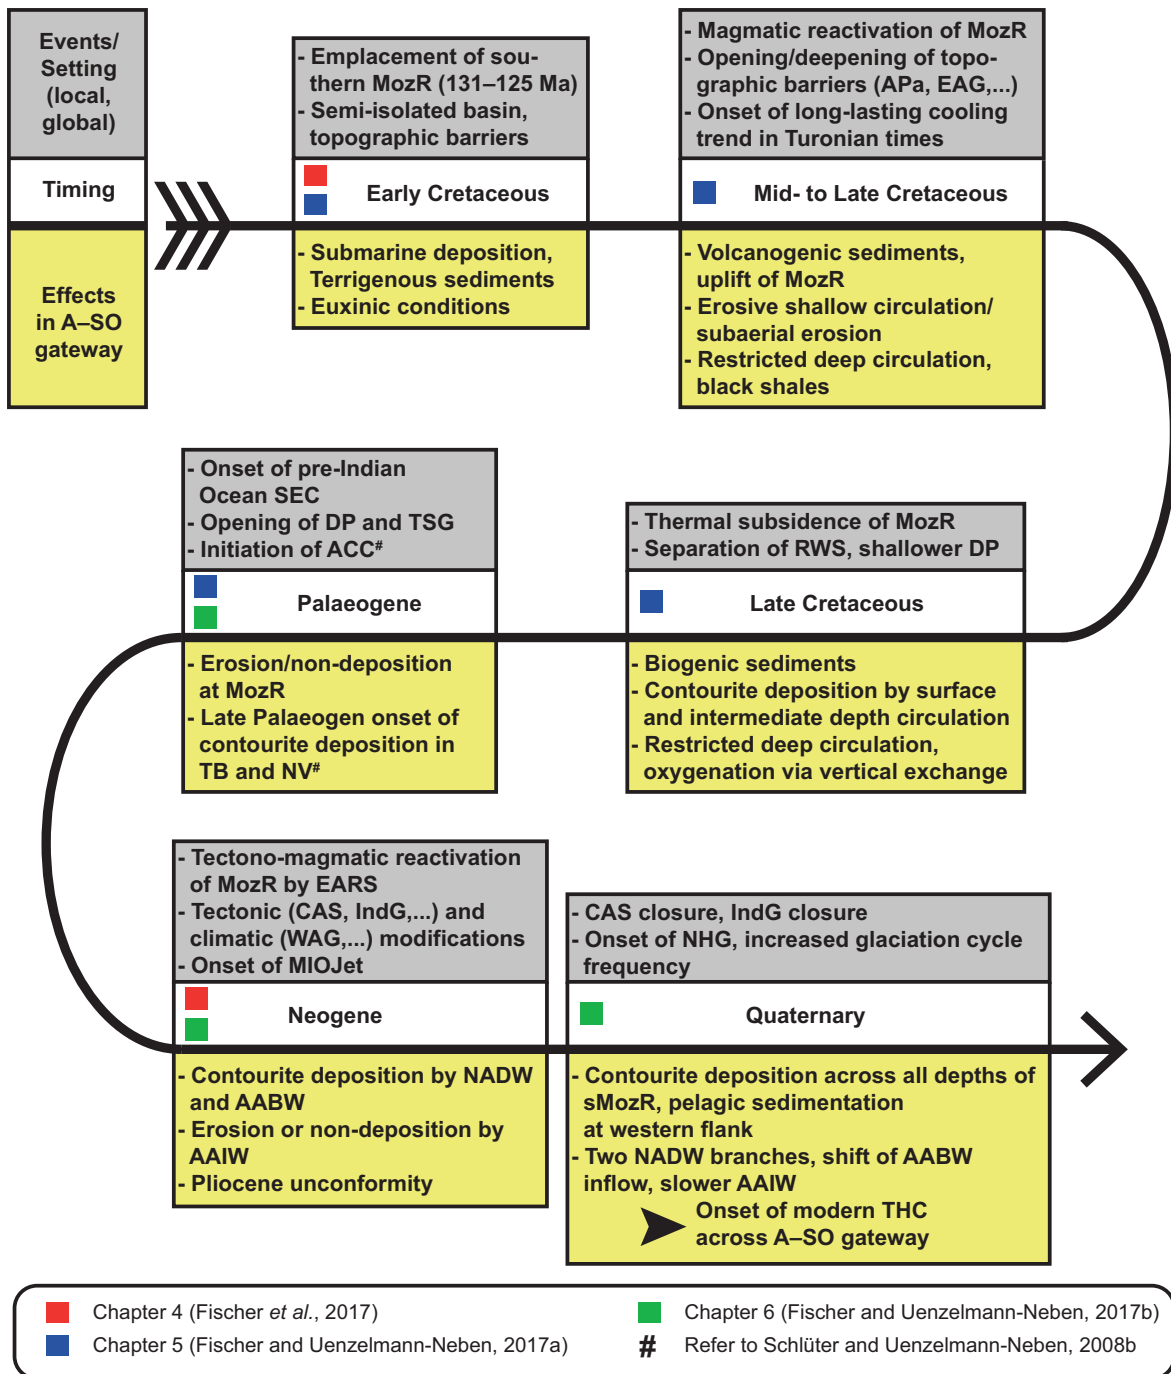 Events/
Setting
(local,
global)
Timing
Effects
in A–SO
gateway
- Emplacement of sou-
thern MozR (131–125 Ma)
- Semi-isolated basin,
topographic barriers
Early Cretaceous
- Submarine deposition,
Terrigenous sediments
- Euxinic conditions
- Magmatic reactivation of MozR
- Opening/deepening of topo-
graphic barriers (APa, EAG,...)
- Onset of long-lasting cooling
trend in Turonian times
Mid- to Late Cretaceous
- Volcanogenic sediments,
uplift of MozR
- Erosive shallow circulation/
subaerial erosion
- Restricted deep circulation,
black shales
- Thermal subsidence of MozR
- Separation of RWS, shallower DP
Late Cretaceous
- Biogenic sediments
- Contourite deposition by surface
and intermediate depth circulation
- Restricted deep circulation,
oxygenation via vertical exchange
- Onset of pre-Indian
Ocean SEC
- Opening of DP and TSG
- Initiation of ACC#
Palaeogene
- Erosion/non-deposition
at MozR
- Late Palaeogen onset of
contourite deposition in
TB and NV#
- Tectono-magmatic reactivation
of MozR by EARS
- Tectonic (CAS, IndG,...) and
climatic (WAG,...) modifications
- Onset of MIOJet
Neogene
- Contourite deposition by NADW
and AABW
- Erosion or non-deposition by
AAIW
- Pliocene unconformity
- CAS closure, IndG closure
- Onset of NHG, increased glaciation cycle
frequency
Quaternary
- Contourite deposition across all depths of
sMozR, pelagic sedimentation
at western flank
- Two NADW branches, shift of AABW
inflow, slower AAIW
Onset of modern THC
across A–SO gateway
Chapter 4 (Fischer et al., 2017)
Chapter 5 (Fischer and Uenzelmann-Neben, 2017a)
Chapter 6 (Fischer and Uenzelmann-Neben, 2017b)
# Refer to Schlüter and Uenzelmann-Neben, 2008b